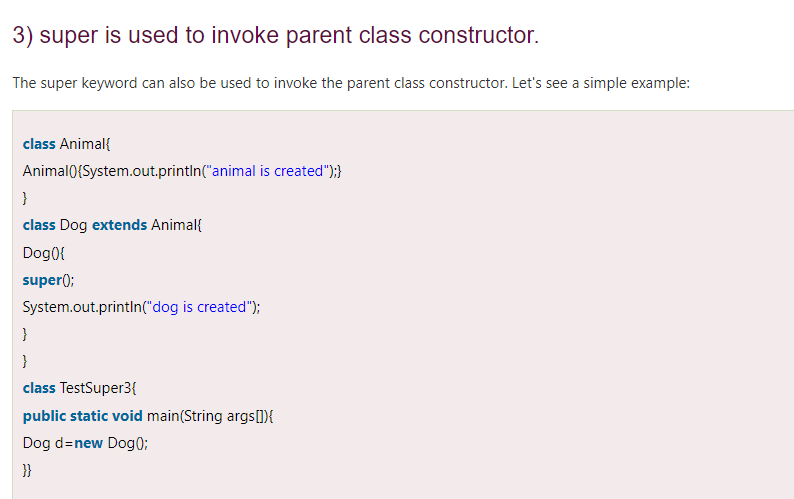 3) super is used to invoke parent class constructor.
The super keyword can also be used to invoke the parent class constructor. Let's see a simple example:
class Animal{
Animal(){System.out.println("animal is created");}
}
class Dog extends Animal{
Dog(){
super();
System.out.println("dog is created");
}
}
class TestSuper3{
public static void main(String args[]){
Dog d=new Dog();
}}